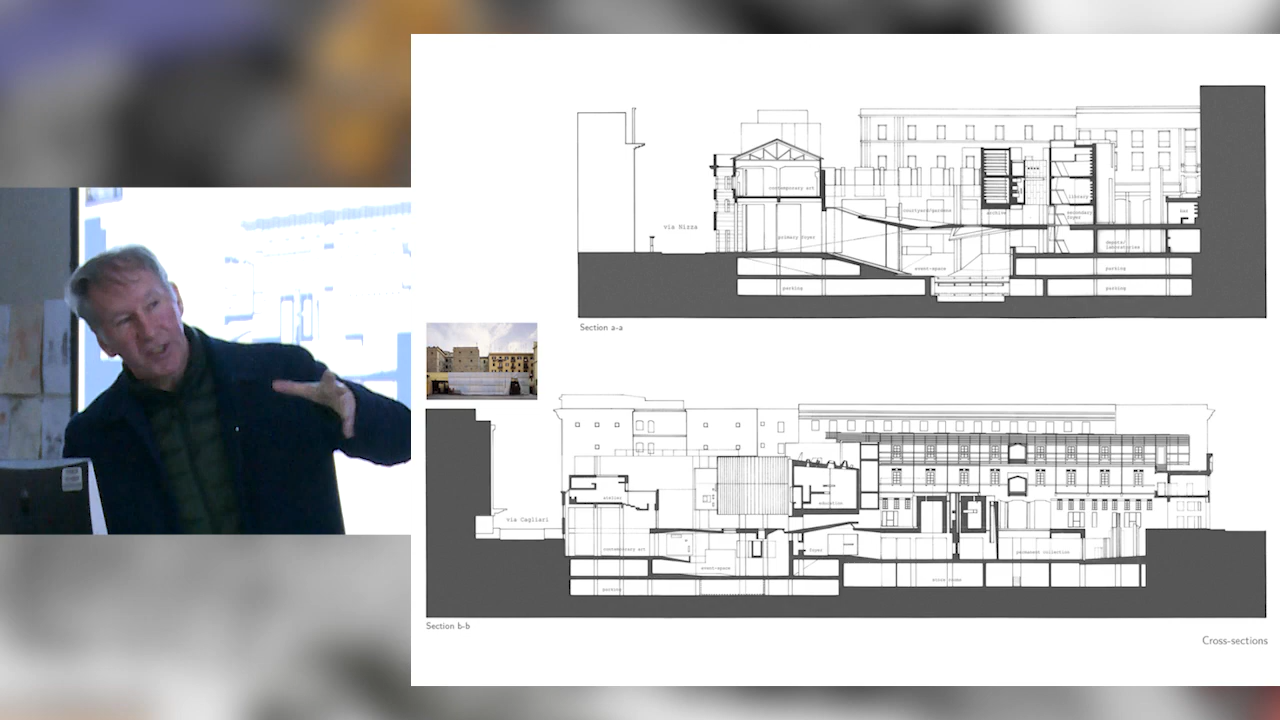 via Nizza
contemporary art
primary foyer
courtyard/gardens
archive
library
secondary
foyer
bar
depots/
laboratories
event-space
parking
parking
parking
Section a-a
via Cagliari
atelier
education
contemporary art
foyer
permanent collection
event-space
parking
Section b-b
Cross-sections